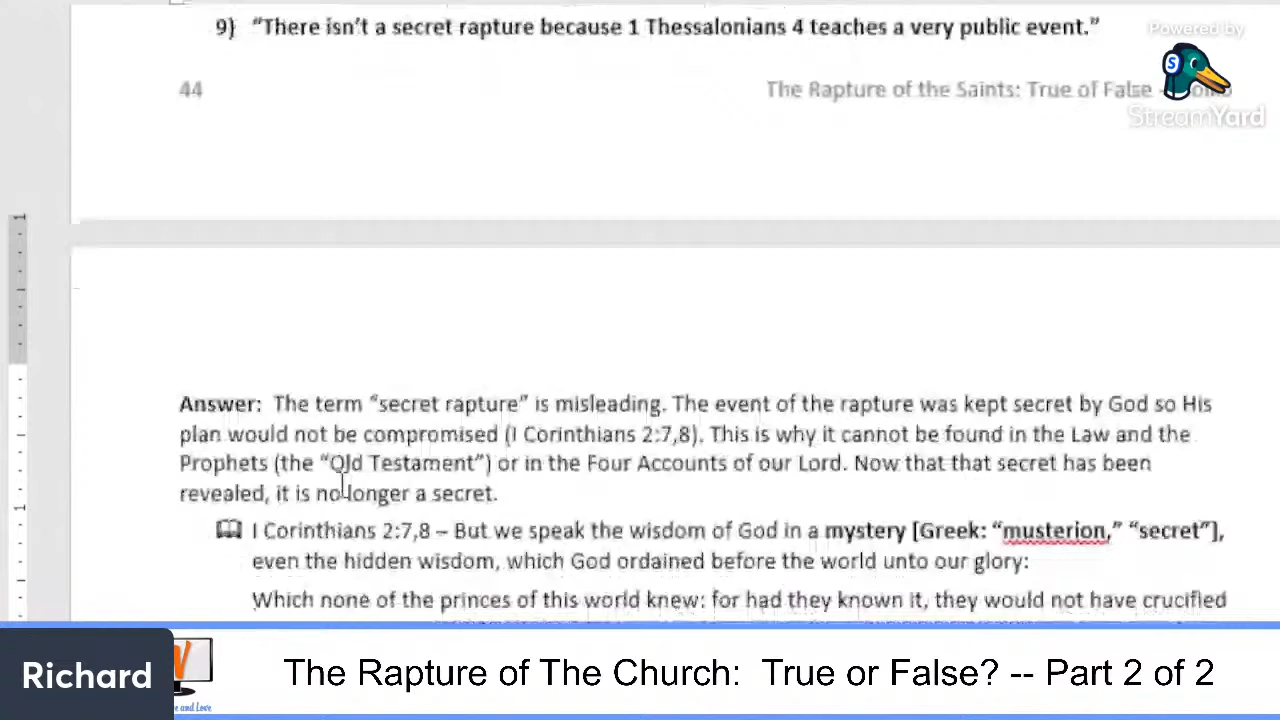 9) “There isn’t a secret rapture because 1 Thessalonians 4 teaches a very public event.”
Powered by
44
The Rapture of the Saints: True of False
S
StreamYard
1
Answer: The term “secret rapture” is misleading. The event of the rapture was kept secret by God so His
plan would not be compromised (I Corinthians 2:7,8). This is why it cannot be found in the Law and the
Prophets (the “Old Testament”) or in the Four Accounts of our Lord. Now that that secret has been
revealed, it is no longer a secret.
1
I Corinthians 2:7,8 – But we speak the wisdom of God in a mystery [Greek: “musterion,” “secret”],
even the hidden wisdom, which God ordained before the world unto our glory:
Which none of the princes of this world knew: for had they known it, they would not have crucified
Richard
The Rapture of The Church: True or False? -- Part 2 of 2
and Love